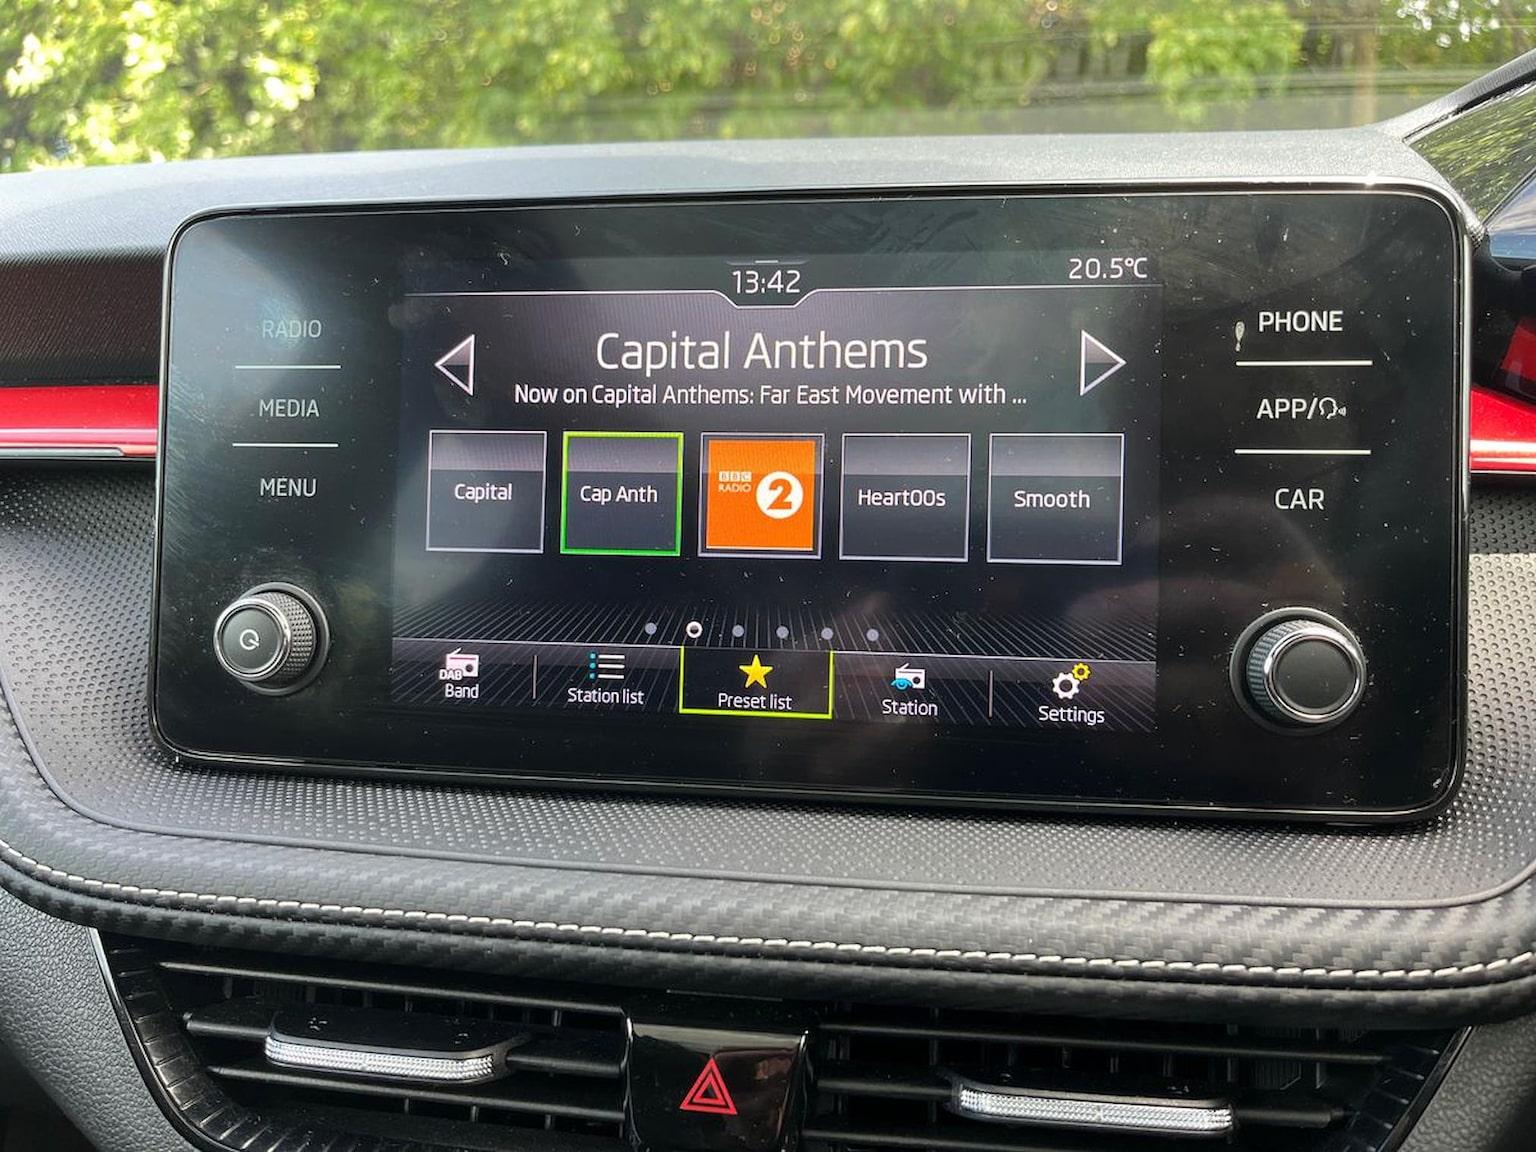 13:42
20.5°C
RADIO
MEDIA
MENU
Capital Anthems
Now on Capital Anthems: Far East Movement with ...
Capital
Cap Anth
BBC
RADIO
2
Heart00s
Smooth
DAB
Band
Station list
Preset list
Station
Settings
PHONE
APP/
CAR